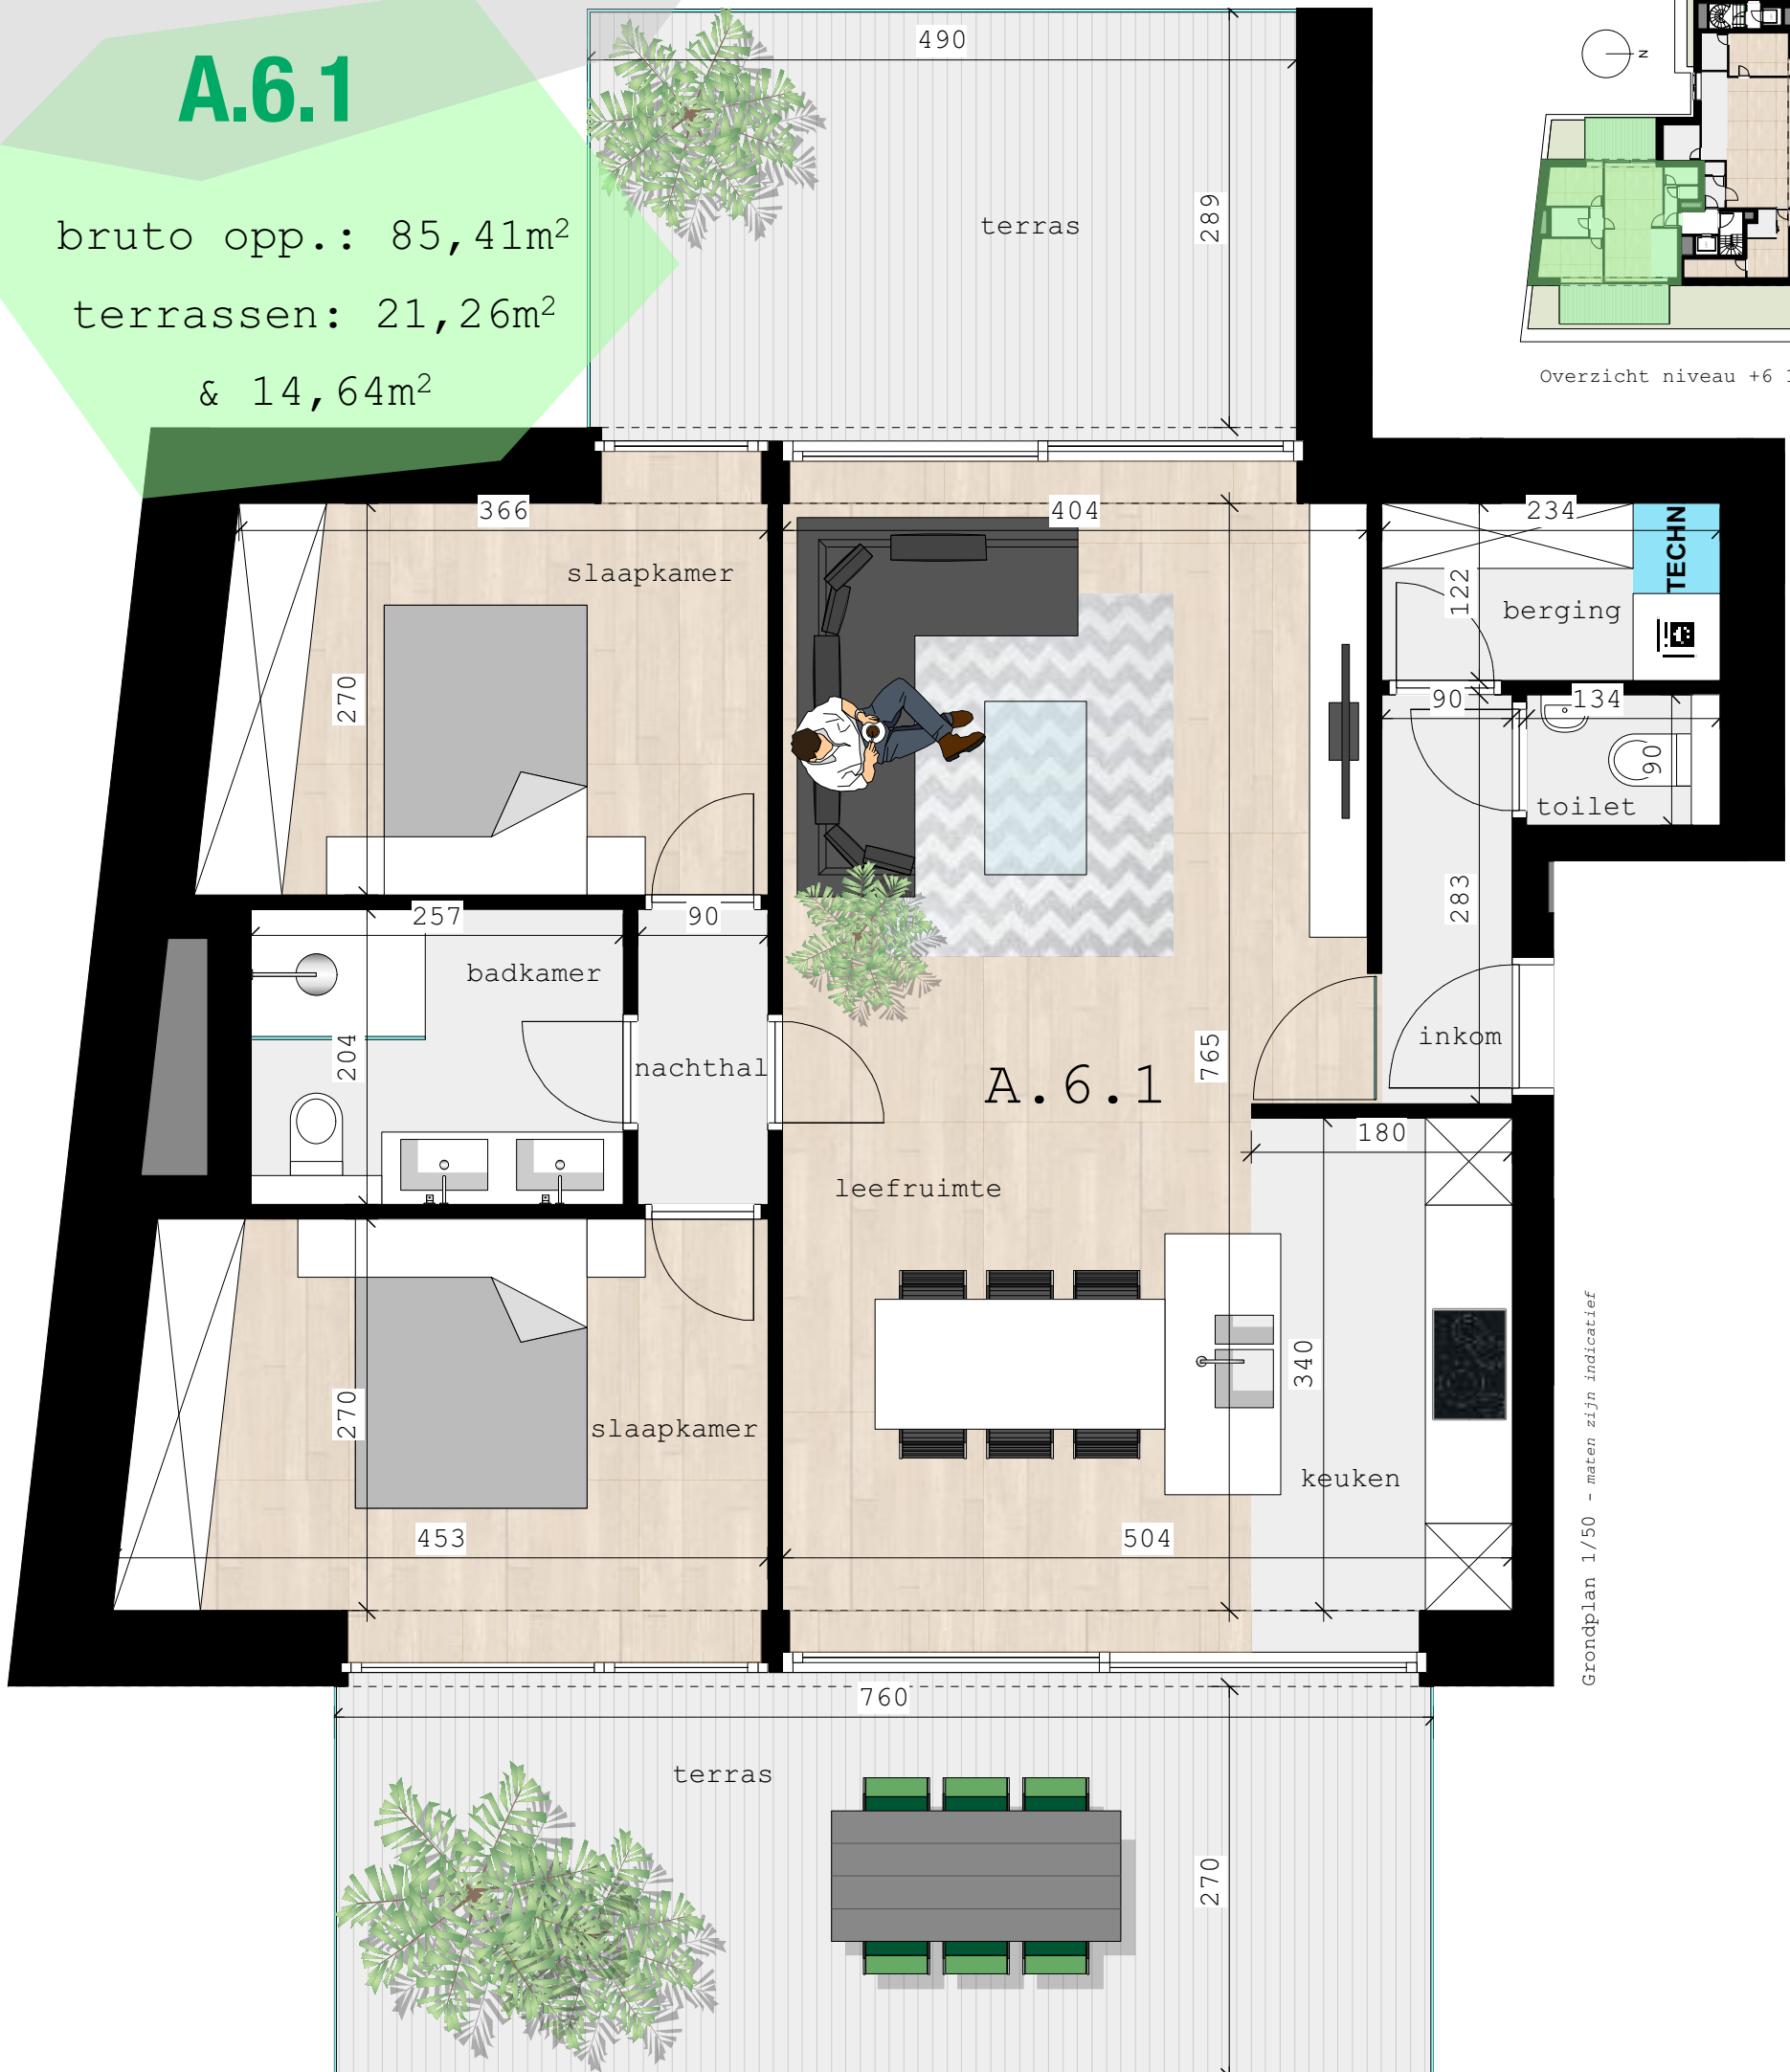 A.6.1
bruto opp.: 85,41m²
terrassen: 21,26m²
& 14,64m²
490
289
terras
N
Overzicht niveau +6
366
404
234
TECHN
slaapkamer
122
berging
270
90
134
90
toilet
283
257
90
badkamer
204
nachthal
inkom
765
A.6.1
180
leefruimte
340
270
slaapkamer
keuken
453
504
Grondplan 1/50 - maten zijn indicatief
760
terras
270